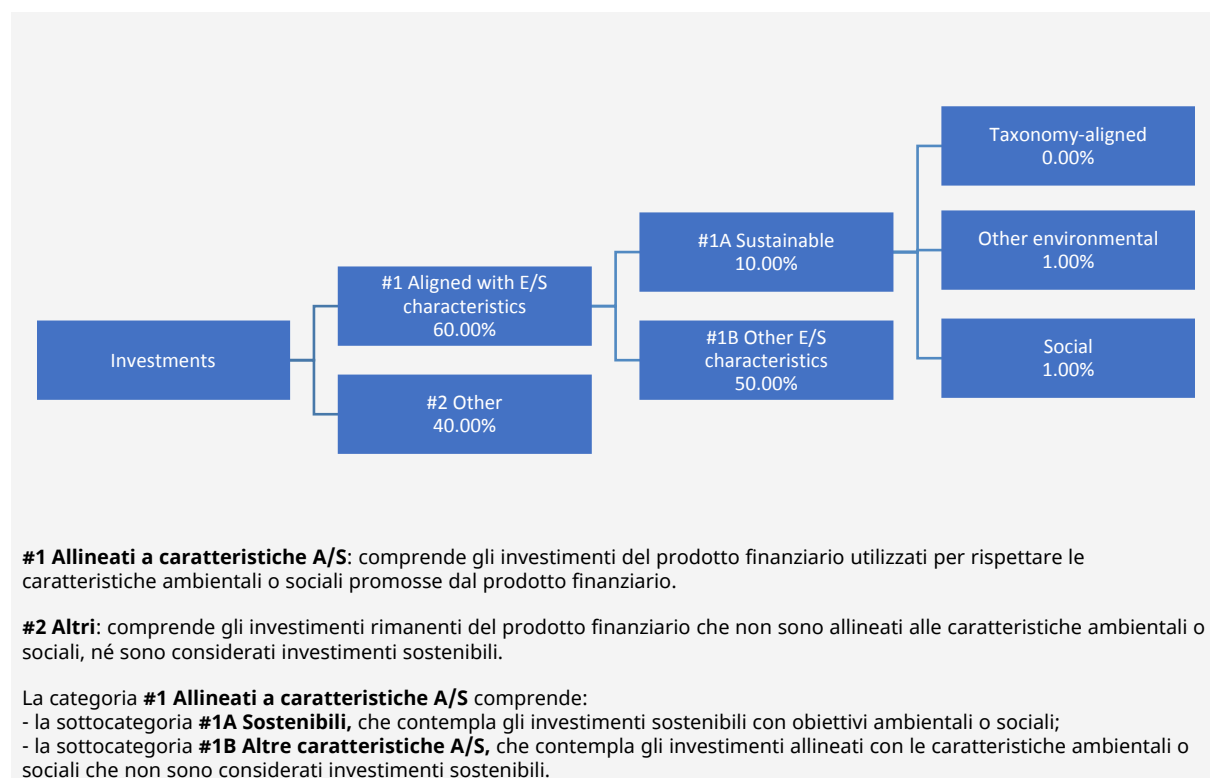 Investments
#1 Aligned with E/S
characteristics
60.00%
#2 Other
40.00%
#1A Sustainable
10.00%
#1B Other E/S
characteristics
50.00%
Taxonomy-aligned
0.00%
Other environmental
1.00%
Social
1.00%
#1 Allineati a caratteristiche A/S: comprende gli investimenti del prodotto finanziario utilizzati per rispettare le
caratteristiche ambientali o sociali promosse dal prodotto finanziario.
#2 Altri: comprende gli investimenti rimanenti del prodotto finanziario che non sono allineati alle caratteristiche ambientali o
sociali, né sono considerati investimenti sostenibili.
La categoria #1 Allineati a caratteristiche A/S comprende:
- la sottocategoria #1A Sostenibili, che contempla gli investimenti sostenibili con obiettivi ambientali o sociali;
- la sottocategoria #1B Altre caratteristiche A/S, che contempla gli investimenti allineati con le caratteristiche ambientali o
sociali che non sono considerati investimenti sostenibili.